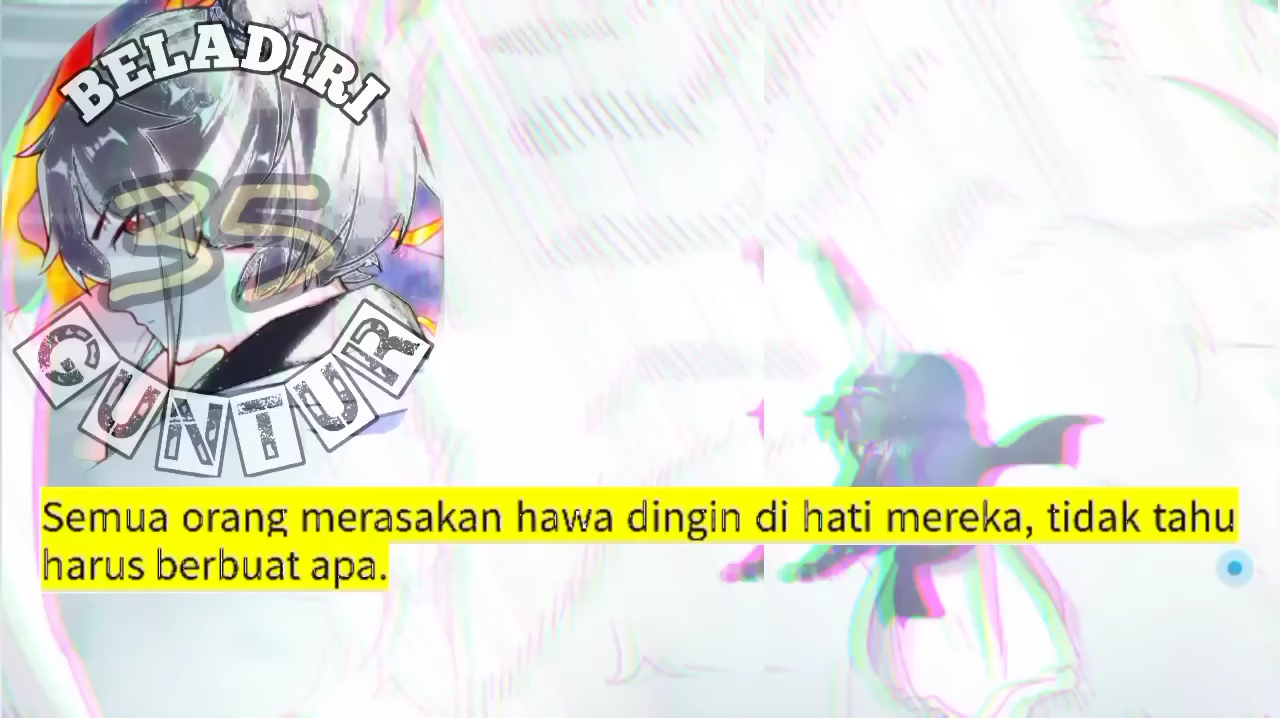 BELADIRI
35
GUNTUR
Semua orang merasakan hawa dingin di hati mereka, tidak tahu
harus berbuat apa.